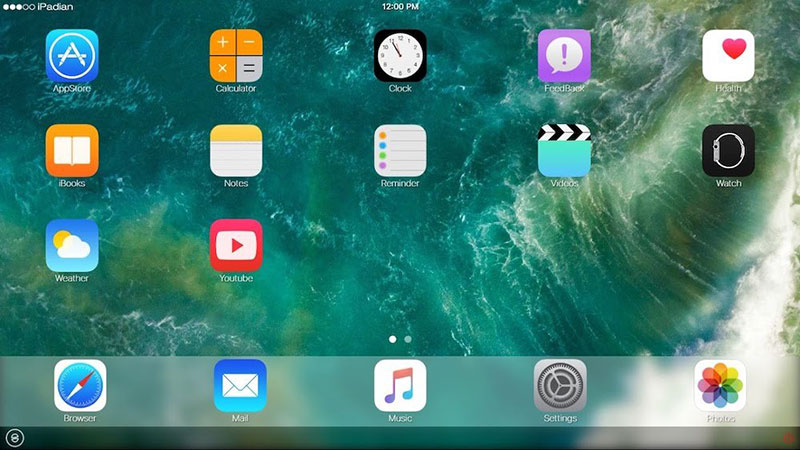 iPadian 12:00 PM
AppStore Calculator Clock FeedBack Health
iBooks Notes Reminder Videos Watch
Weather Youtube
Browser Mail Music Settings Photos